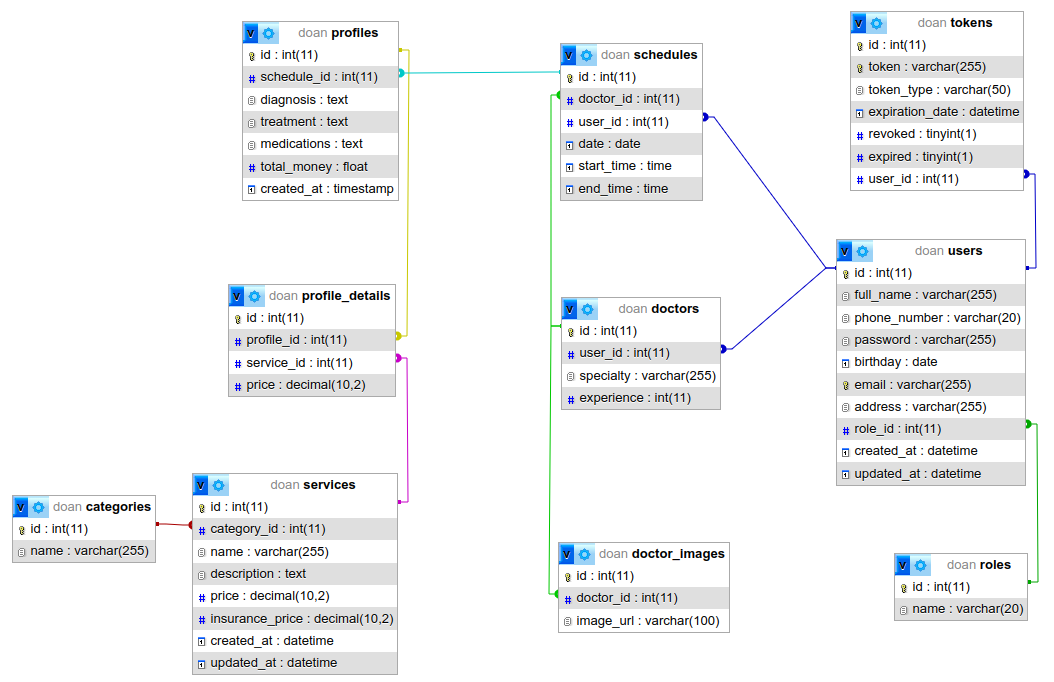 doan profiles
id : int(11)
schedule_id : int(11)
diagnosis : text
treatment : text
medications : text
total_money : float
created_at : timestamp
doan schedules
id : int(11)
doctor_id : int(11)
user_id : int(11)
date : date
start_time : time
end_time : time
doan tokens
id : int(11)
token : varchar(255)
token_type : varchar(50)
expiration_date : datetime
revoked : tinyint(1)
expired : tinyint(1)
user_id : int(11)
doan profile_details
id : int(11)
profile_id : int(11)
service_id : int(11)
price : decimal(10,2)
doan doctors
id : int(11)
user_id : int(11)
specialty : varchar(255)
experience : int(11)
doan users
id : int(11)
full_name : varchar(255)
phone_number : varchar(20)
password : varchar(255)
birthday : date
email : varchar(255)
address : varchar(255)
role_id : int(11)
created_at : datetime
updated_at : datetime
doan categories
id : int(11)
name : varchar(255)
doan services
id : int(11)
category_id : int(11)
name : varchar(255)
description : text
price : decimal(10,2)
insurance_price : decimal(10,2)
created_at : datetime
updated_at : datetime
doan doctor_images
id : int(11)
doctor_id : int(11)
image_url : varchar(100)
doan roles
id : int(11)
name : varchar(20)